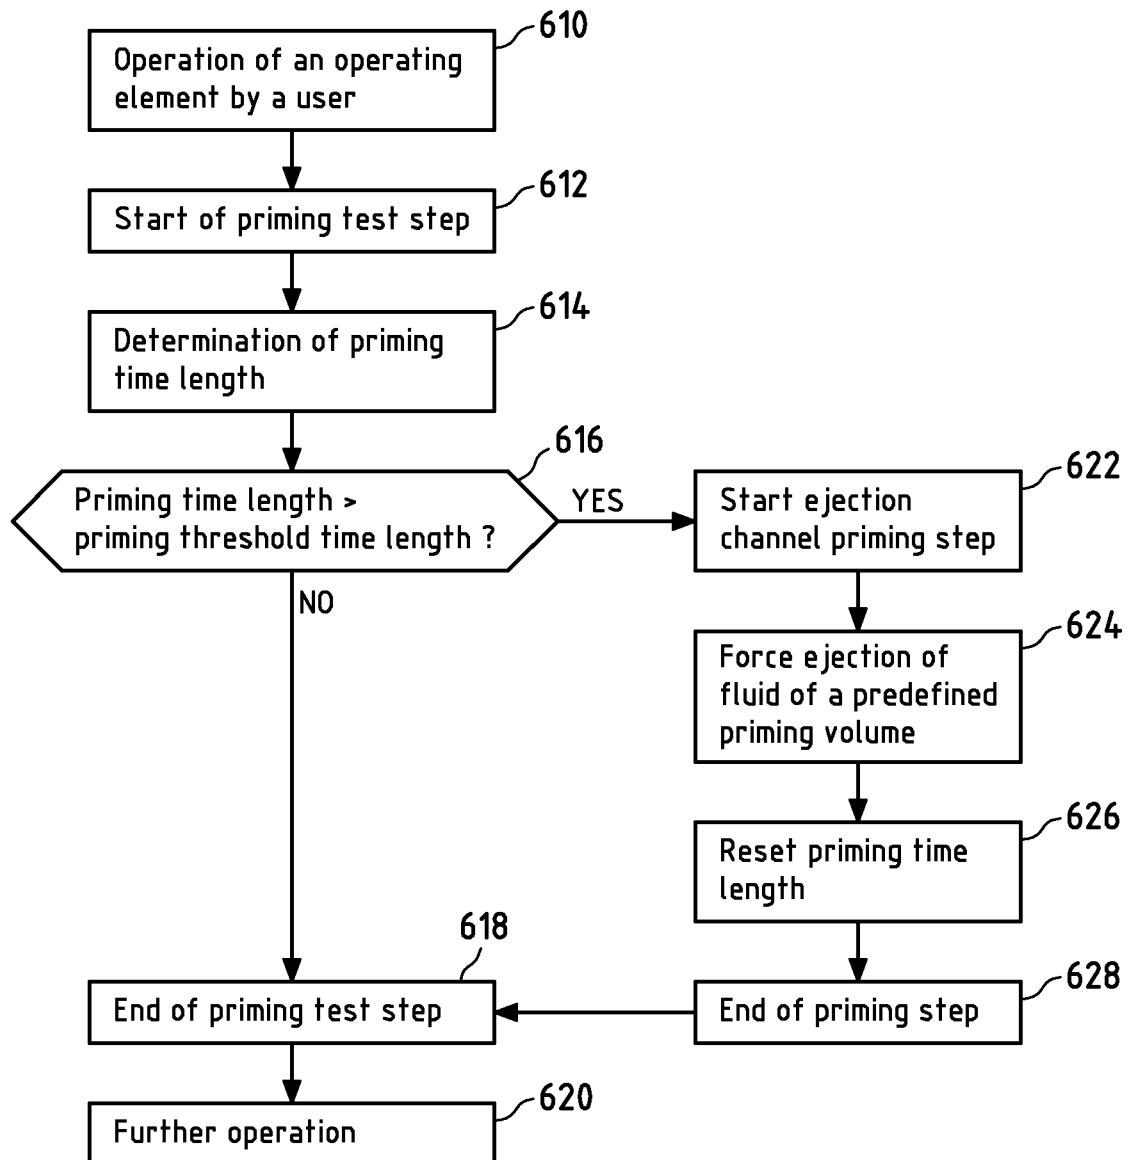 610
Operation of an operating
element by a user
612
Start of priming test step
614
Determination of priming
time length
616
Priming time length >
priming threshold time length ?
YES
NO
622
Start ejection
channel priming step
624
Force ejection of
fluid of a predefined
priming volume
626
Reset priming time
length
628
End of priming step
618
End of priming test step
620
Further operation